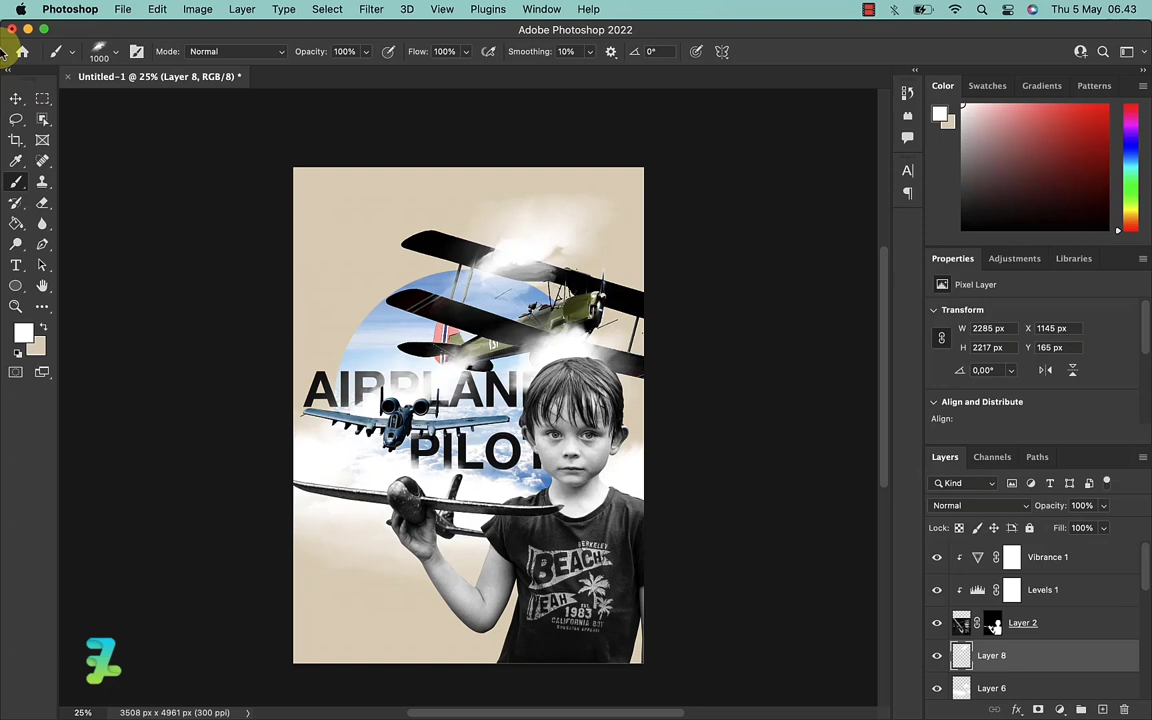 Photoshop File Edit Image Layer Type Select Filter 3D View Plugins Window Help Thu 5 May 06.43
Adobe Photoshop 2022
1000 Mode: Normal Opacity: 100% Flow: 100% Smoothing: 10% 0°
Untitled-1 @ 25% (Layer 8, RGB/8) *
Color Swatches Gradients Patterns
Properties Adjustments Libraries
Pixel Layer
Transform
W 2285 px X 1145 px
H 2217 px Y 165 px
0,00°
Align and Distribute
Align:
AIRPLANE
PILOT
BERKELEY
BEACH
YEAH
1983
CALIFORNIA BOY
Layers Channels Paths
Kind
Normal Opacity: 100%
Lock: Fill: 100%
Vibrance 1
Levels 1
Layer 2
Layer 8
Layer 6
25% 3508 px x 4961 px (300 ppi)